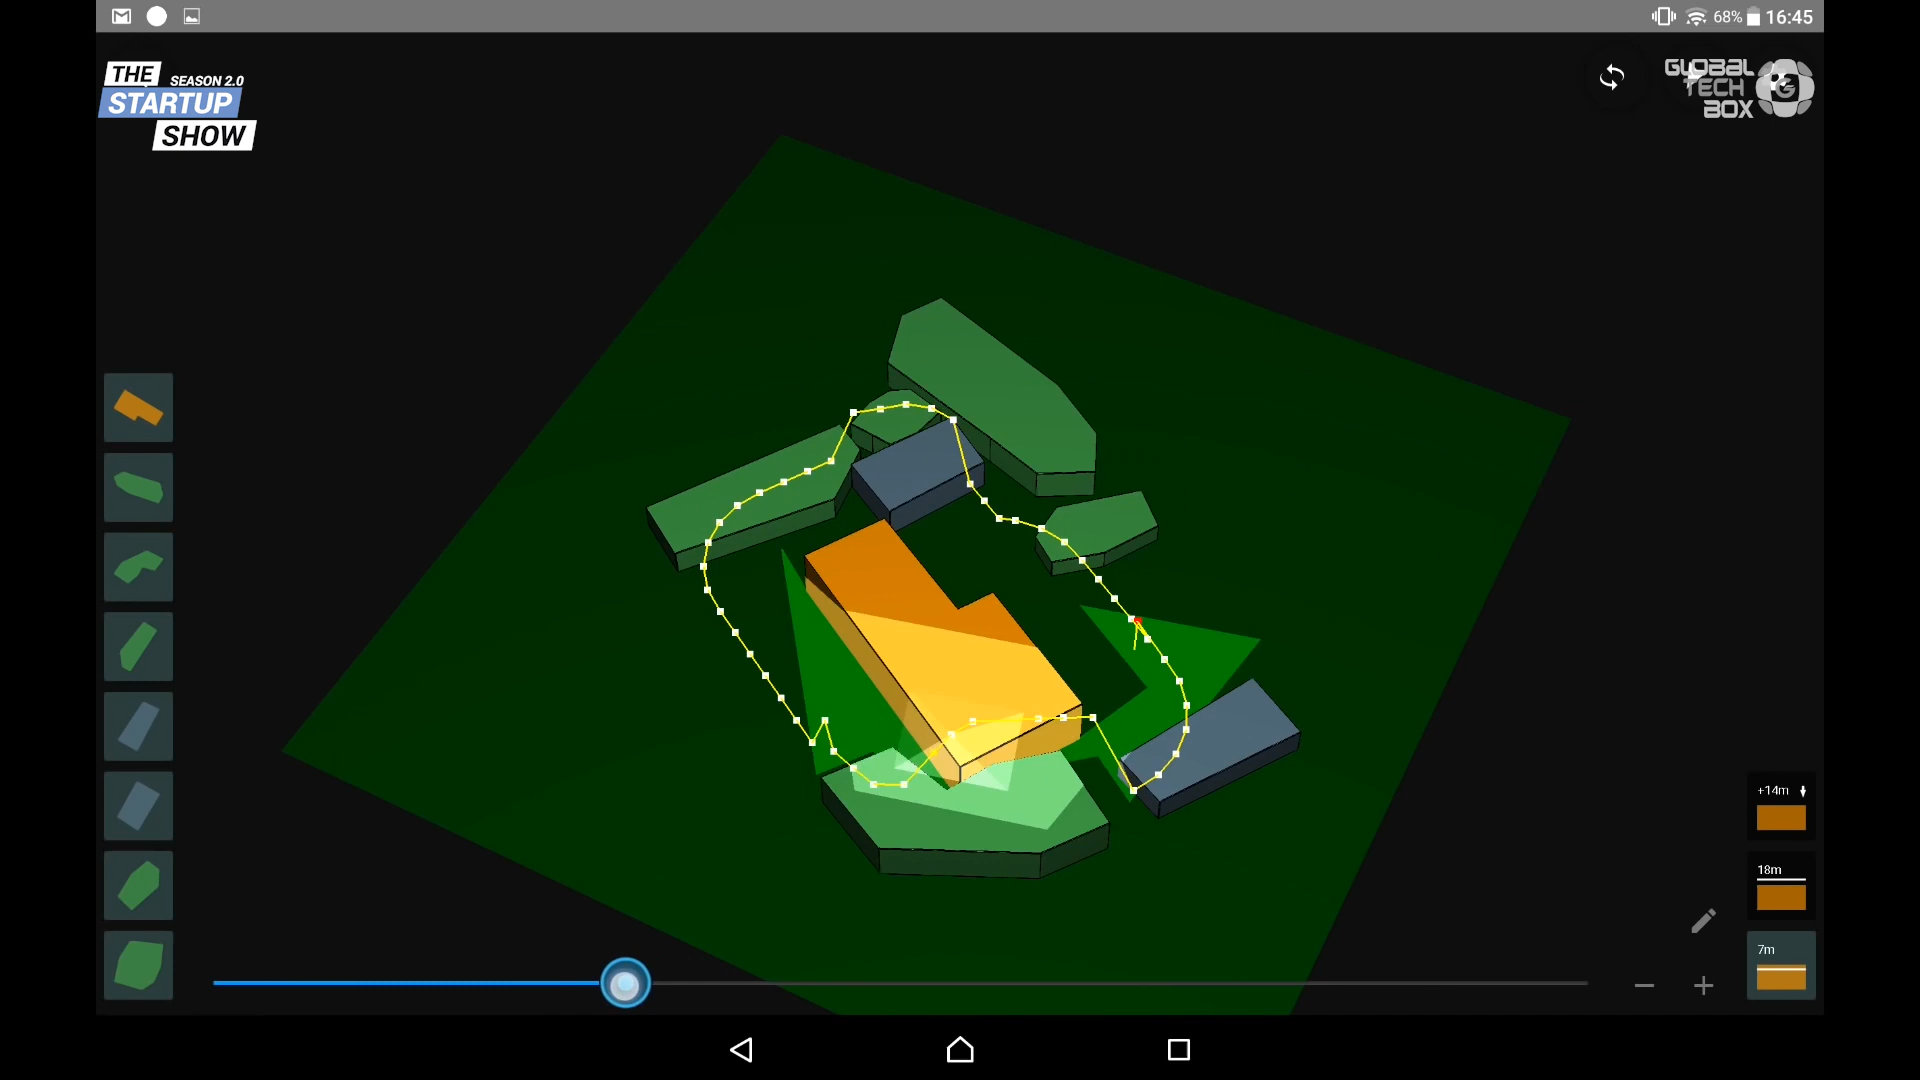 68% 16:45
THE SEASON 2.0
STARTUP
SHOW
GLOBAL
TECH
BOX
+14m
18m
7m